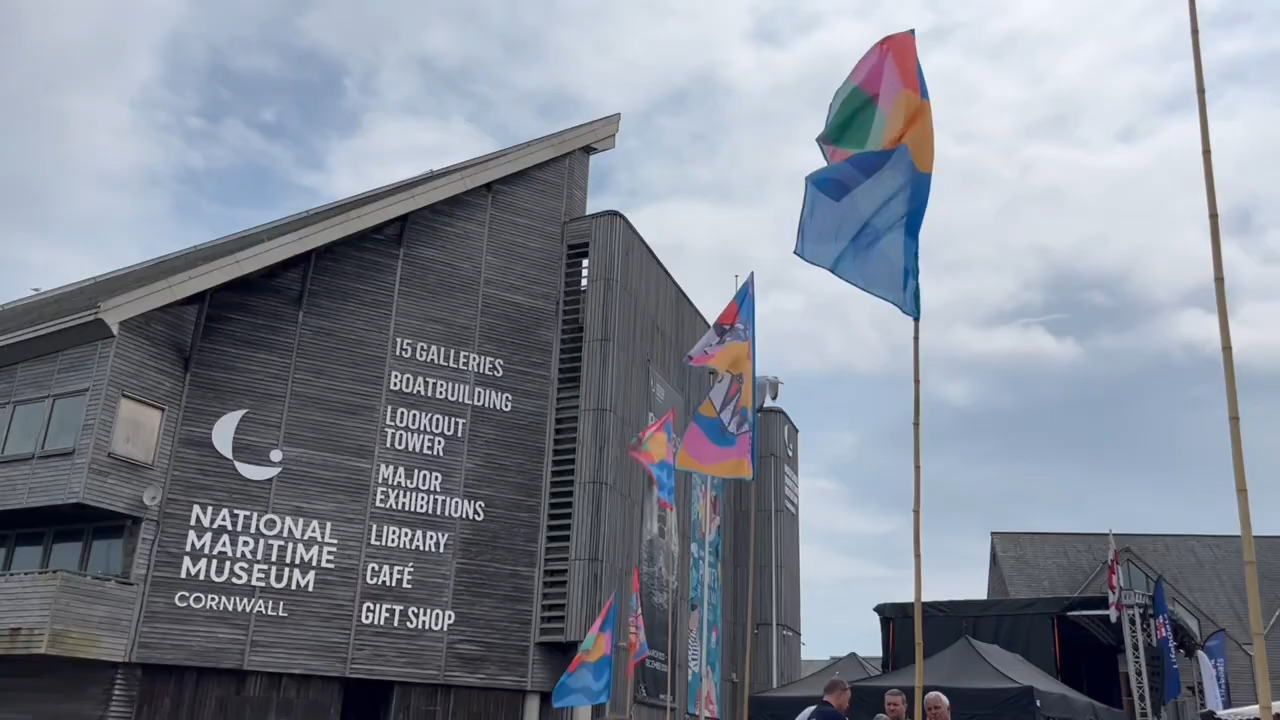 15 GALLERIES
BOATBUILDING
LOOKOUT
TOWER
MAJOR
EXHIBITIONS
LIBRARY
CAFÉ
GIFT SHOP
NATIONAL
MARITIME
MUSEUM
CORNWALL